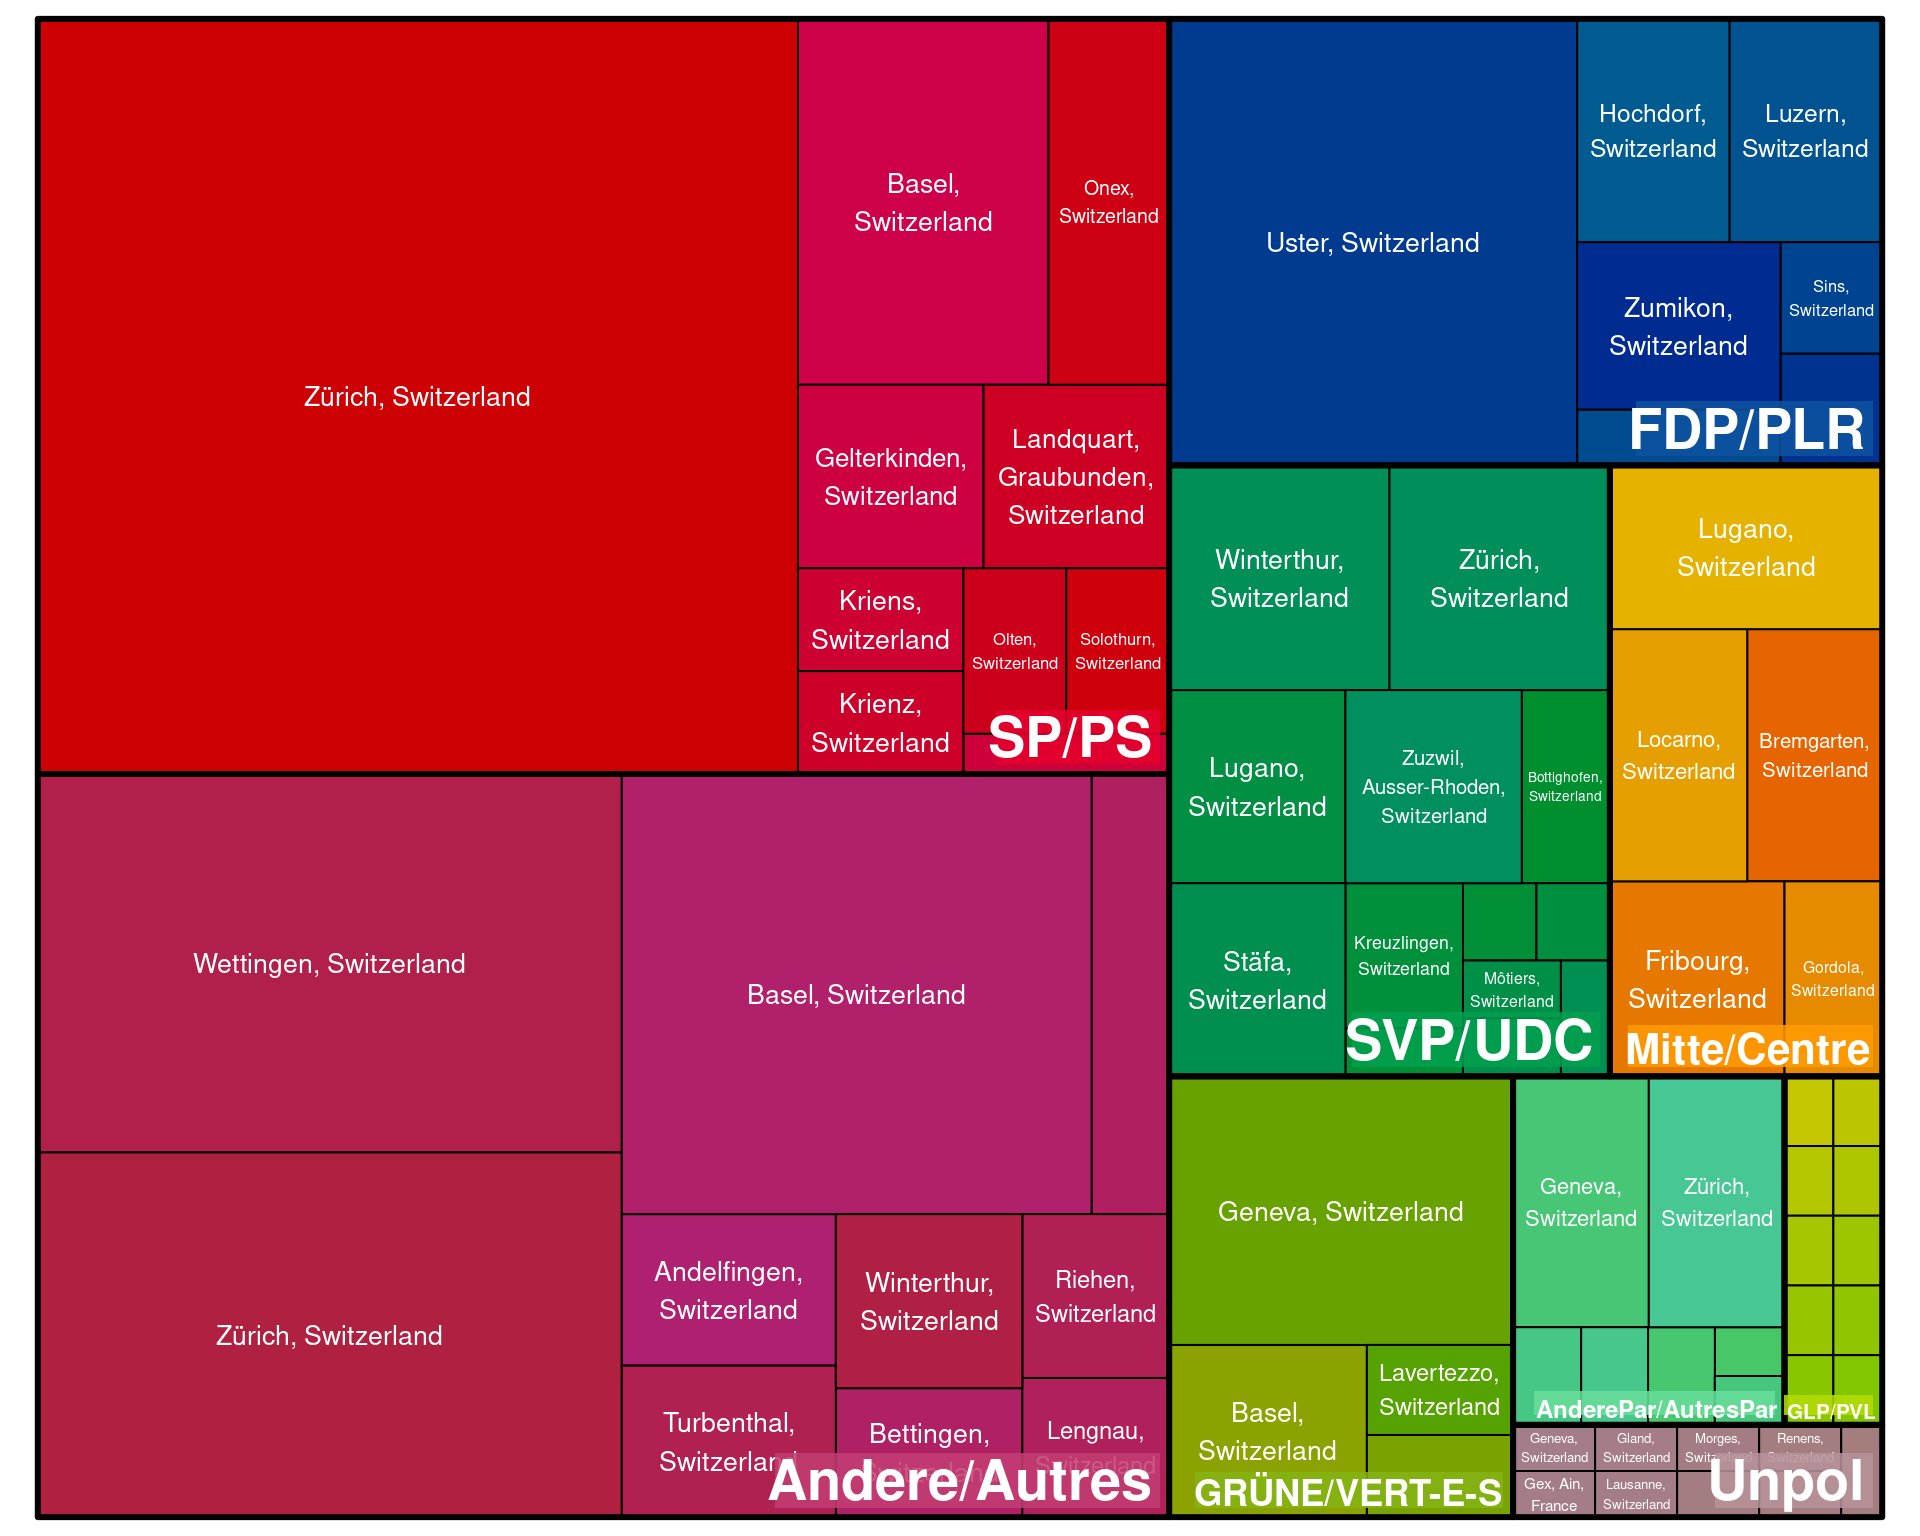 Zürich, Switzerland
Basel,
Switzerland
Onex,
Switzerland
Gelterkinden,
Switzerland
Landquart,
Graubunden,
Switzerland
Kriens,
Switzerland
Krienz,
Switzerland
Olten,
Switzerland
Solothurn,
Switzerland
SP/PS
Uster, Switzerland
Hochdorf,
Switzerland
Luzern,
Switzerland
Zumikon,
Switzerland
Sins,
Switzerland
FDP/PLR
Winterthur,
Switzerland
Zürich,
Switzerland
Lugano,
Switzerland
Zuzwil,
Ausser-Rhoden,
Switzerland
Bottighofen,
Switzerland
Stäfa,
Switzerland
Kreuzlingen,
Switzerland
Môtiers,
Switzerland
SVP/UDC
Lugano,
Switzerland
Locarno,
Switzerland
Bremgarten,
Switzerland
Fribourg,
Switzerland
Gordola,
Switzerland
Mitte/Centre
Wettingen, Switzerland
Zürich, Switzerland
Basel, Switzerland
Andelfingen,
Switzerland
Winterthur,
Switzerland
Riehen,
Switzerland
Turbenthal,
Switzerland
Bettingen,
Switzerland
Lengnau,
Switzerland
Andere/Autres
Geneva, Switzerland
Basel,
Switzerland
Lavertezzo,
Switzerland
GRÜNE/VERT-E-S
Geneva,
Switzerland
Zürich,
Switzerland
AnderePar/AutresPar
GLP/PVL
Geneva,
Switzerland
Gland,
Switzerland
Morges,
Switzerland
Renens,
Switzerland
Gex, Ain,
France
Lausanne,
Switzerland
Unpol